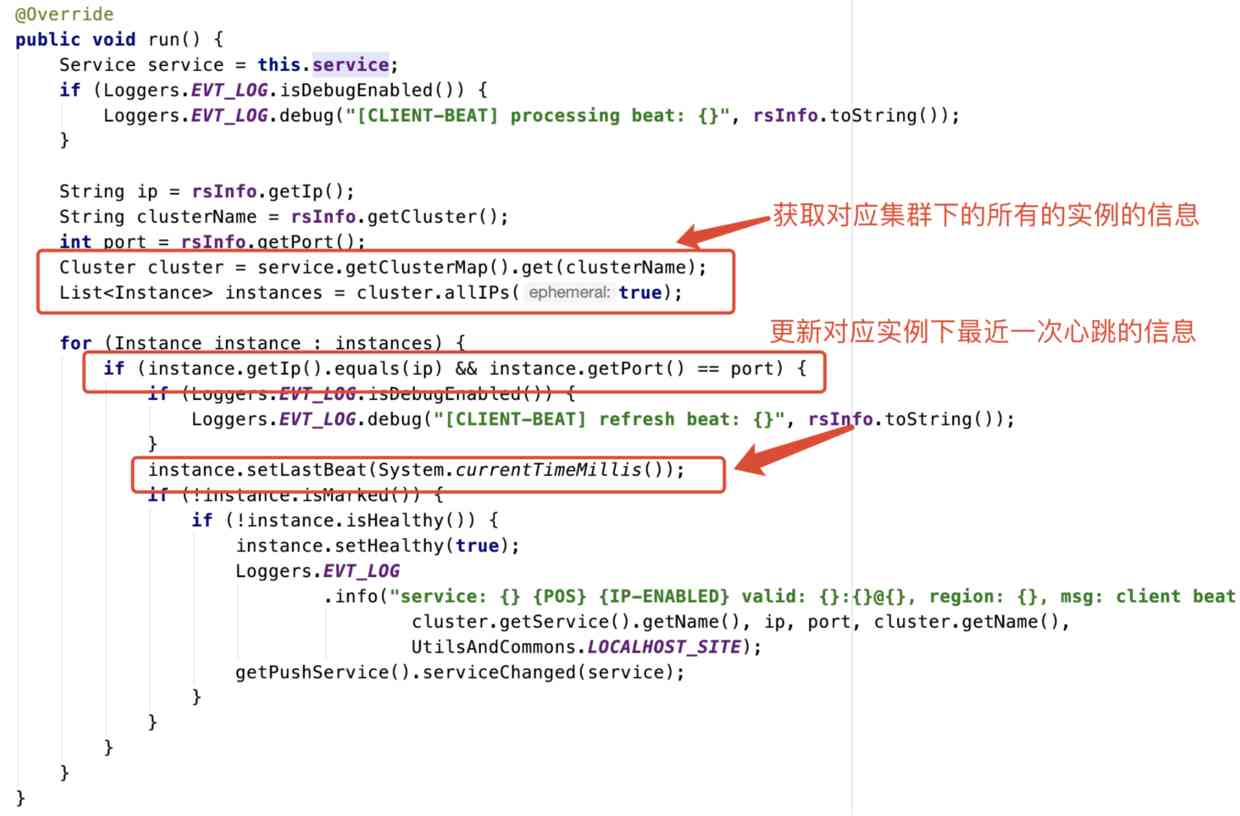 @Override
public void run() {
Service service = this.service;
if (Loggers.EVT_LOG.isDebugEnabled()) {
Loggers.EVT_LOG.debug("[CLIENT-BEAT] processing beat: {}", rsInfo.toString());
}
String ip = rsInfo.getIp();
String clusterName = rsInfo.getCluster();
获取对应集群下的所有的实例的信息
int port = rsInfo.getPort();
Cluster cluster = service.getClusterMap().get(clusterName);
List<Instance> instances = cluster.allIPs( ephemeral: true);
更新对应实例下最近一次心跳的信息
for (Instance instance : instances) {
if (instance.getIp().equals(ip) && instance.getPort() == port) {
if (Loggers.EVT_LOG.isDebugEnabled()) {
Loggers.EVT_LOG.debug("[CLIENT-BEAT] refresh beat: {}", rsInfo.toString());
}
instance.setLastBeat(System.currentTimeMillis());
if (!instance.isMarked()) {
if (!instance.isHealthy()) {
instance.setHealthy(true);
Loggers.EVT_LOG
.info("service: {} {POS} {IP-ENABLED} valid: {}:{}@{}, region: {}, msg: client beat
cluster.getService().getName(), ip, port, cluster.getName(),
UtilsAndCommons.LOCALHOST_SITE);
getPushService().serviceChanged(service);
}
}
}
}
}